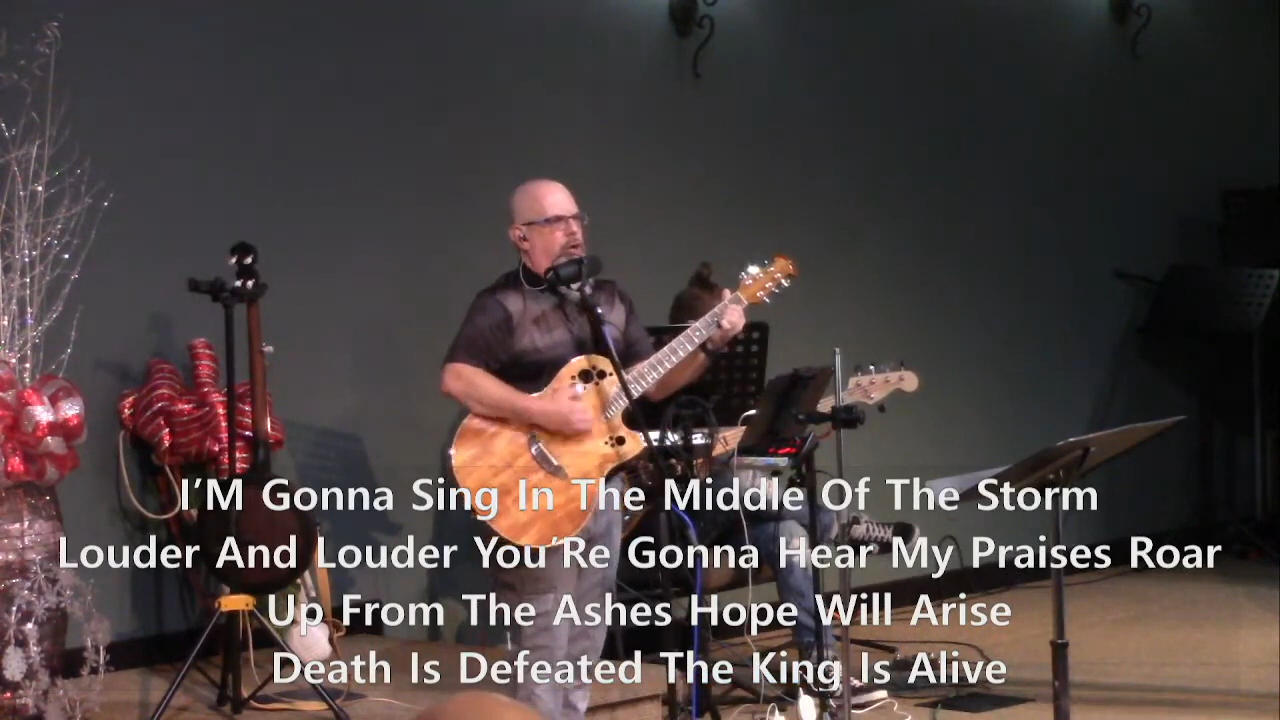 I’M Gonna Sing In The Middle Of The Storm
Louder And Louder You’Re Gonna Hear My Praises Roar
Up From The Ashes Hope Will Arise
Death Is Defeated The King Is Alive